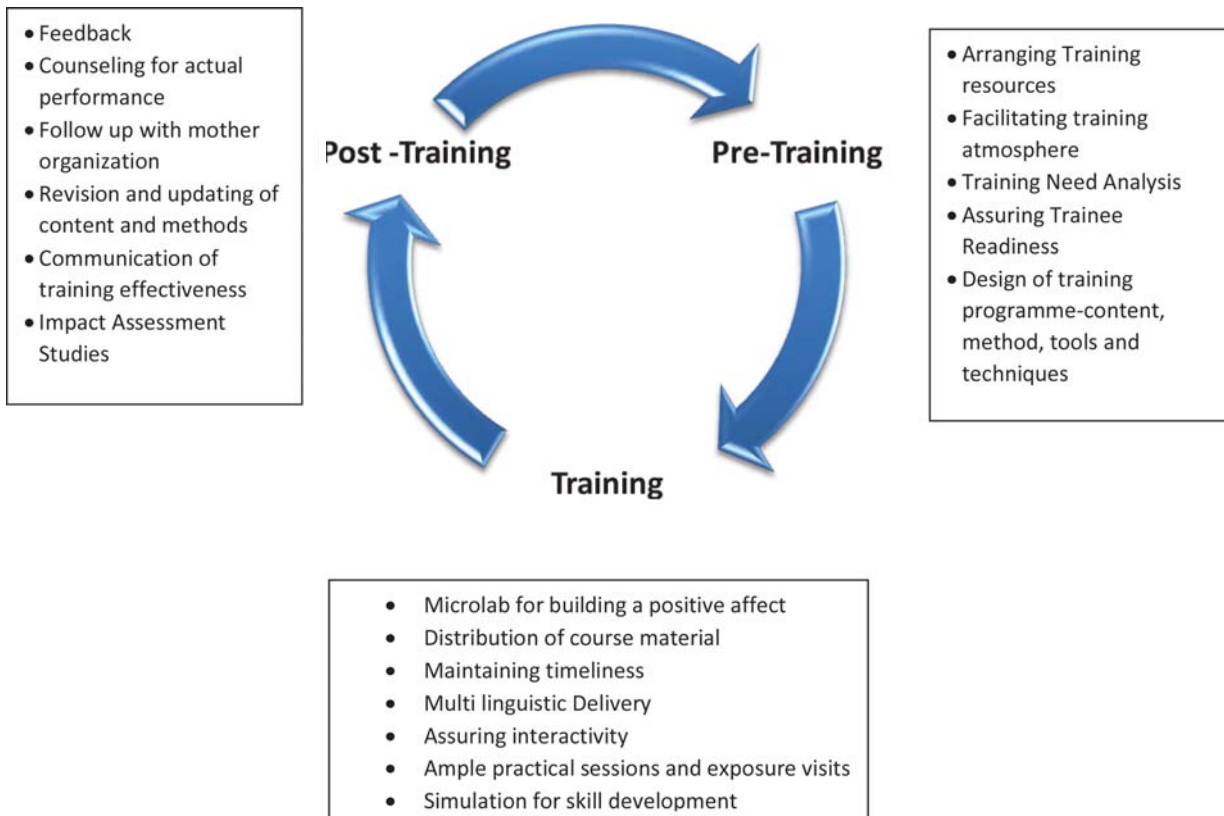 • Feedback
• Counseling for actual
performance
• Follow up with mother
organization
• Revision and updating of
content and methods
• Communication of
training effectiveness
• Impact Assessment
Studies
Post -Training
Pre-Training
• Arranging Training
resources
• Facilitating training
atmosphere
• Training Need Analysis
• Assuring Trainee
Readiness
• Design of training
programme-content,
method, tools and
techniques
Training
• Microlab for building a positive affect
• Distribution of course material
• Maintaining timeliness
• Multi linguistic Delivery
• Assuring interactivity
• Ample practical sessions and exposure visits
• Simulation for skill development